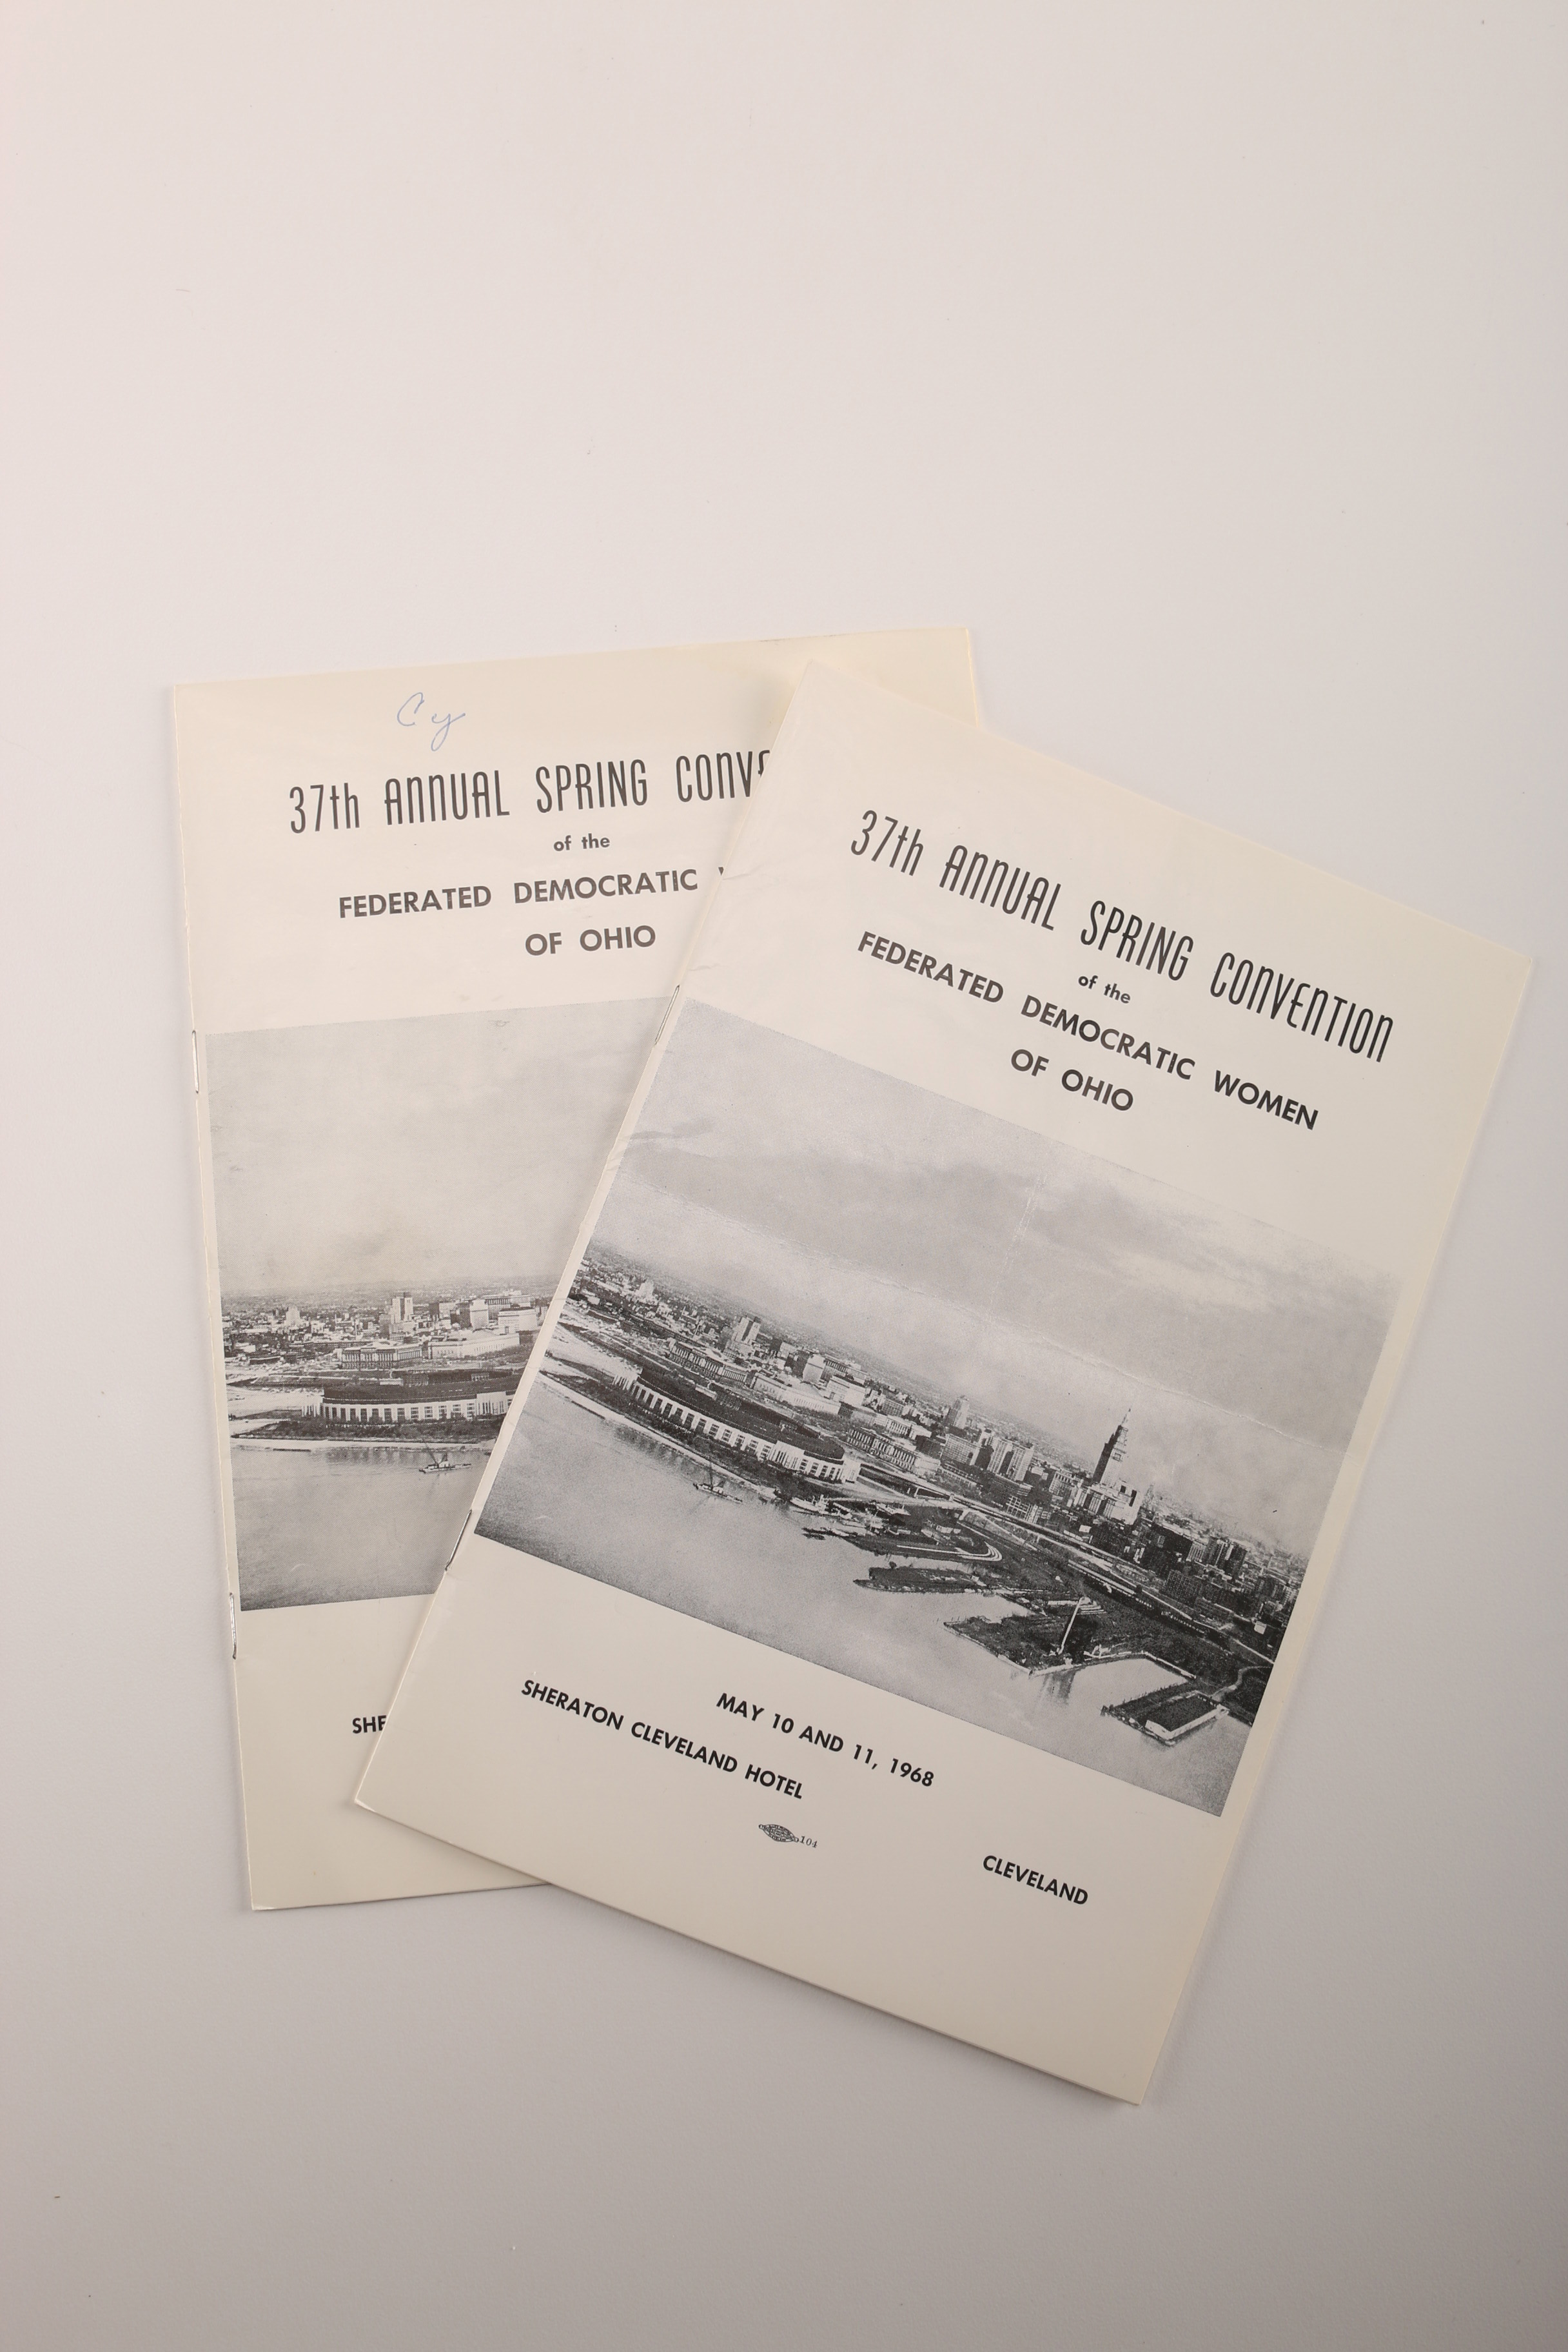 Cy
37th ANNUAL SPRING CONVE
of the
FEDERATED DEMOCRATIC
OF OHIO
SHE
37th ANNUAL SPRING CONVENTION
of the
FEDERATED DEMOCRATIC WOMEN
OF OHIO
MAY 10 AND 11, 1968
SHERATON CLEVELAND HOTEL
CLEVELAND
104